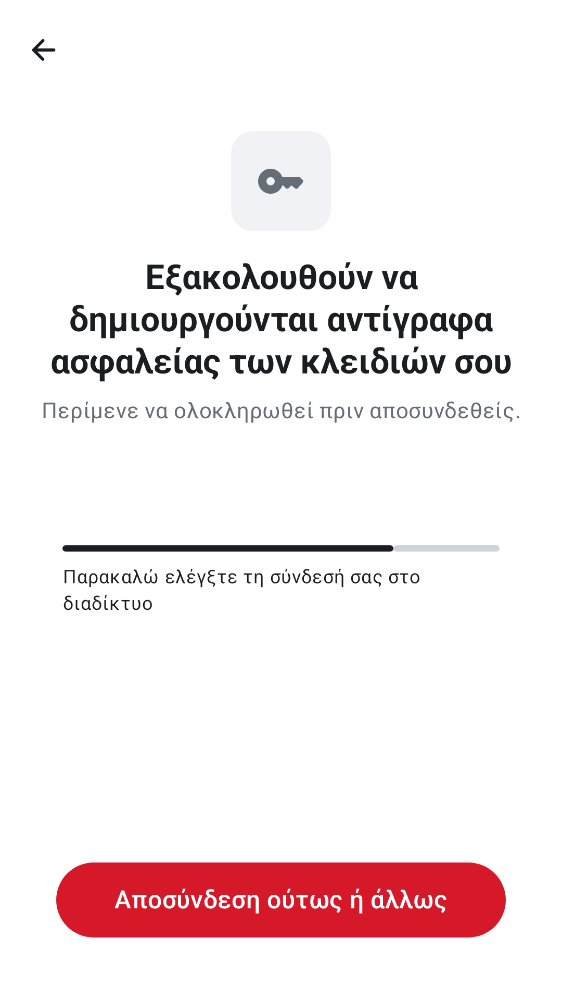 Εξακολουθούν να
δημιουργούνται αντίγραφα
ασφαλείας των κλειδιών σου
Περίμενε να ολοκληρωθεί πριν αποσυνδεθείς.
Παρακαλώ ελέγξτε τη σύνδεσή σας στο
διαδίκτυο
Αποσύνδεση ούτως ή άλλως